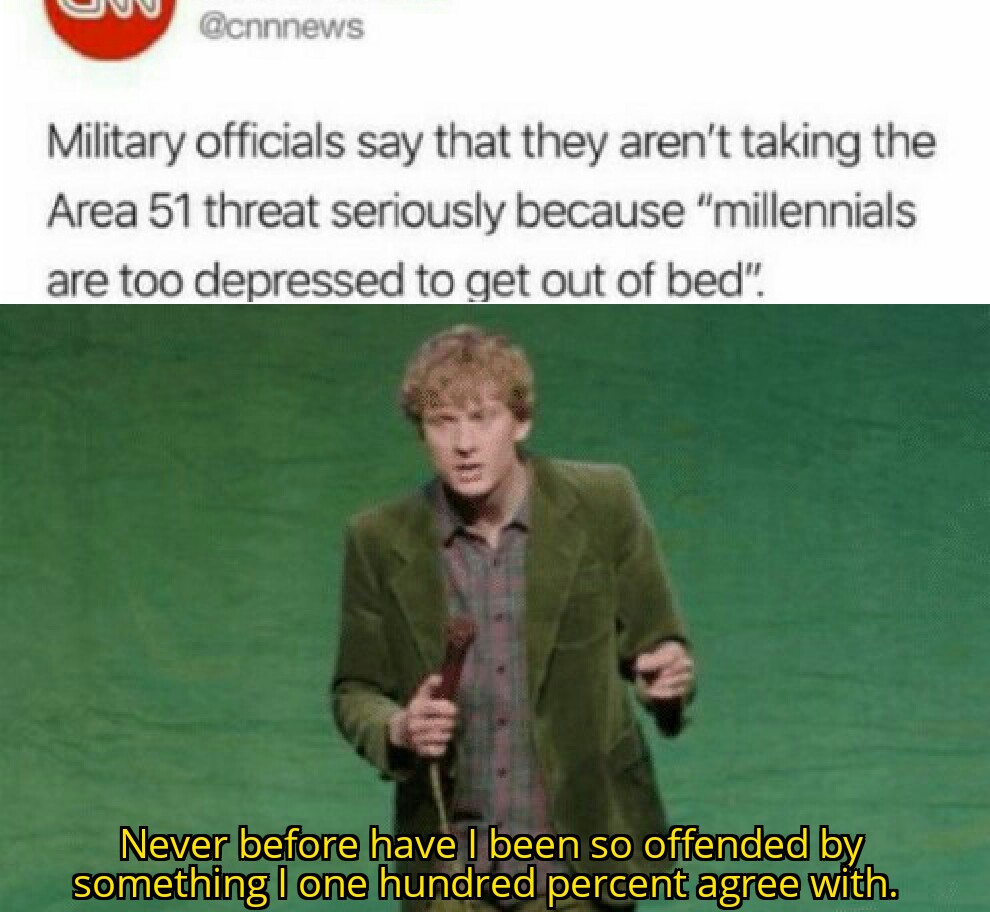 CNN
@cnnnews
Military officials say that they aren't taking the
Area 51 threat seriously because "millennials
are too depressed to get out of bed".
Never before have I been so offended by
something I one hundred percent agree with.